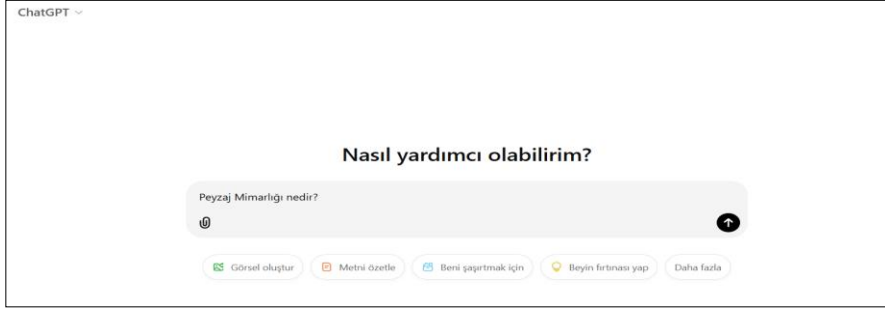 ChatGPT
Nasıl yardımcı olabilirim?
Peyzaj Mimarlığı nedir?
Görsel oluştur Metni özetle Beni şaşırtmak için Beyin fırtınası yap Daha fazla